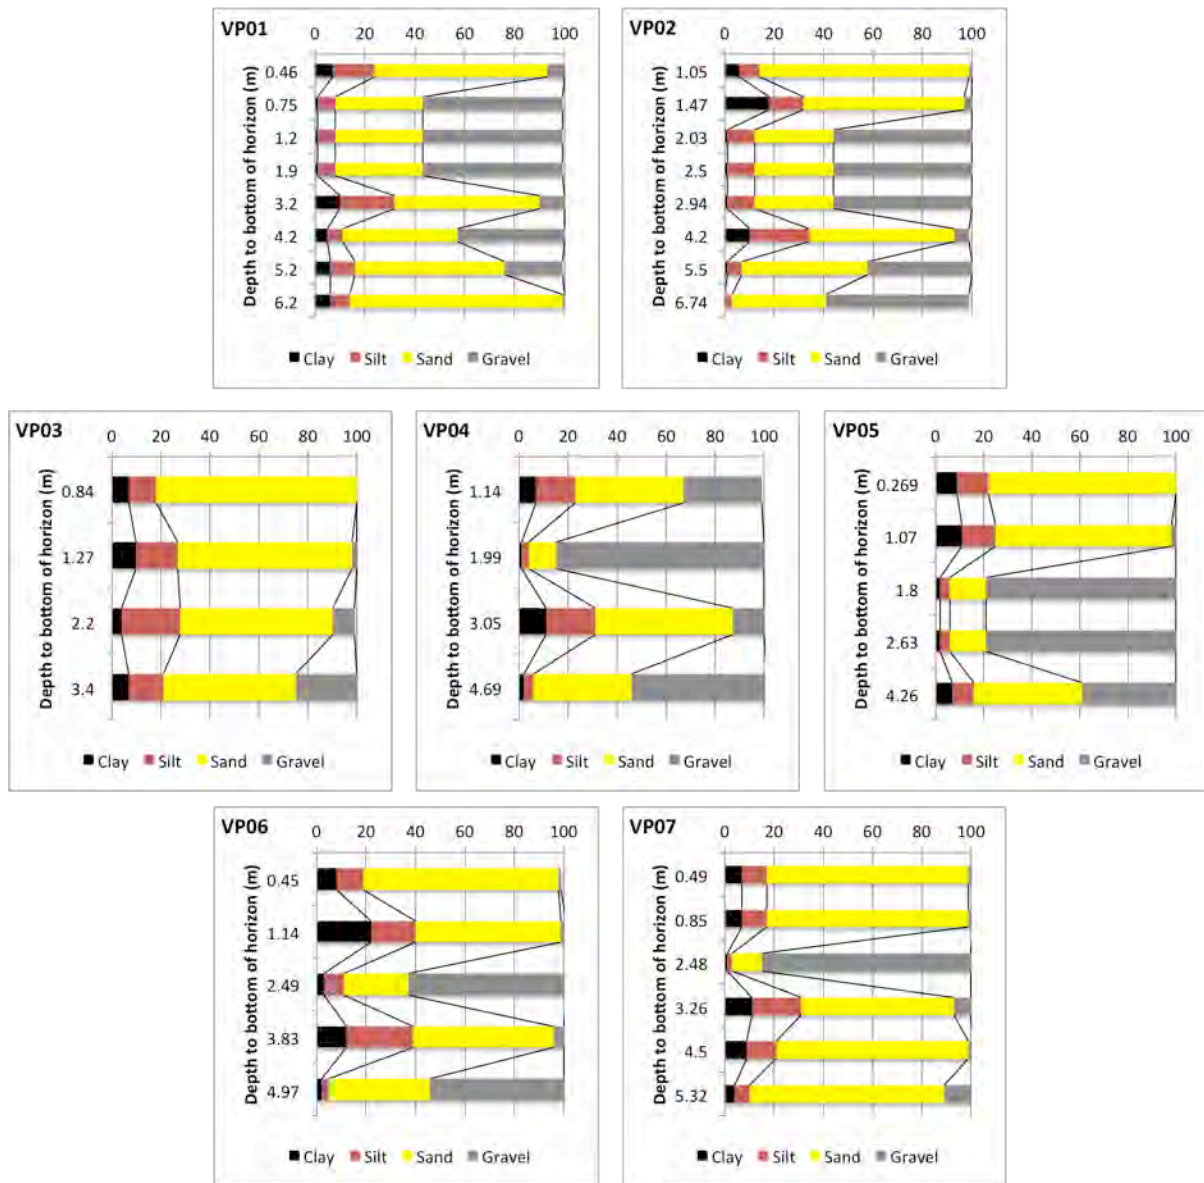 VP01
0 20 40 60 80 100
Depth to bottom of horizon (m)
0.46
0.75
1.2
1.9
3.2
4.2
5.2
6.2
Clay Silt Sand Gravel
VP02
0 20 40 60 80 100
Depth to bottom of horizon (m)
1.05
1.47
2.03
2.5
2.94
4.2
5.5
6.74
Clay Silt Sand Gravel
VP03
0 20 40 60 80 100
Depth to bottom of horizon (m)
0.84
1.27
2.2
3.4
Clay Silt Sand Gravel
VP04
0 20 40 60 80 100
Depth to bottom of horizon (m)
1.14
1.99
3.05
4.69
Clay Silt Sand Gravel
VP05
0 20 40 60 80 100
Depth to bottom of horizon (m)
0.269
1.07
1.8
2.63
4.26
Clay Silt Sand Gravel
VP06
0 20 40 60 80 100
Depth to bottom of horizon (m)
0.45
1.14
2.49
3.83
4.97
Clay Silt Sand Gravel
VP07
0 20 40 60 80 100
Depth to bottom of horizon (m)
0.49
0.85
2.48
3.26
4.5
5.32
Clay Silt Sand Gravel